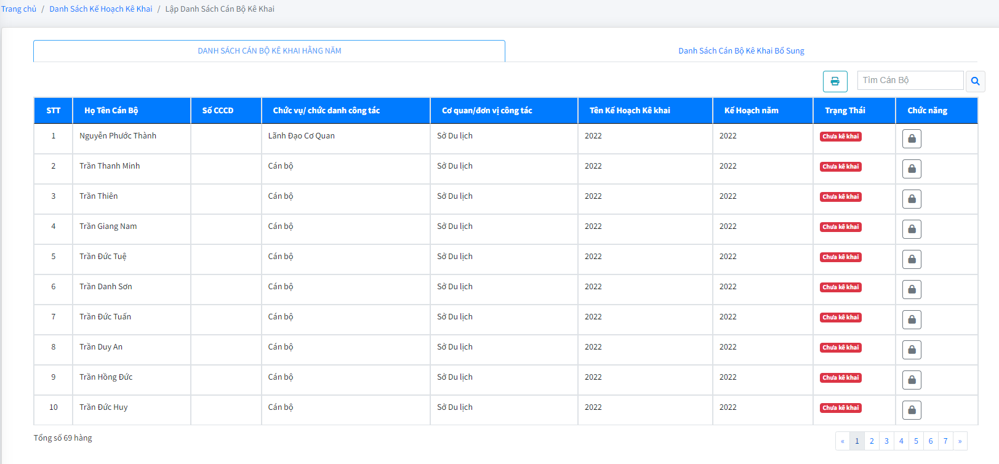 Trang chủ / Danh Sách Kế Hoạch Kê Khai / Lập Danh Sách Cán Bộ Kê Khai
DANH SÁCH CÁN BỘ KÊ KHAI HẰNG NĂM Danh Sách Cán Bộ Kê Khai Bổ Sung
Tìm Cán Bộ
STT Họ Tên Cán Bộ Số CCCD Chức vụ/ chức danh công tác Cơ quan/đơn vị công tác Tên Kế Hoạch Kê khai Kế Hoạch năm Trạng Thái Chức năng
1 Nguyễn Phước Thành Lãnh Đạo Cơ Quan Sở Du lịch 2022 2022 Chưa kê khai
2 Trần Thanh Minh Cán bộ Sở Du lịch 2022 2022 Chưa kê khai
3 Trần Thiên Cán bộ Sở Du lịch 2022 2022 Chưa kê khai
4 Trần Giang Nam Cán bộ Sở Du lịch 2022 2022 Chưa kê khai
5 Trần Đức Tuệ Cán bộ Sở Du lịch 2022 2022 Chưa kê khai
6 Trần Danh Sơn Cán bộ Sở Du lịch 2022 2022 Chưa kê khai
7 Trần Đức Tuấn Cán bộ Sở Du lịch 2022 2022 Chưa kê khai
8 Trần Duy An Cán bộ Sở Du lịch 2022 2022 Chưa kê khai
9 Trần Hồng Đức Cán bộ Sở Du lịch 2022 2022 Chưa kê khai
10 Trần Đức Huy Cán bộ Sở Du lịch 2022 2022 Chưa kê khai
Tổng số 69 hàng « 1 2 3 4 5 6 7 »